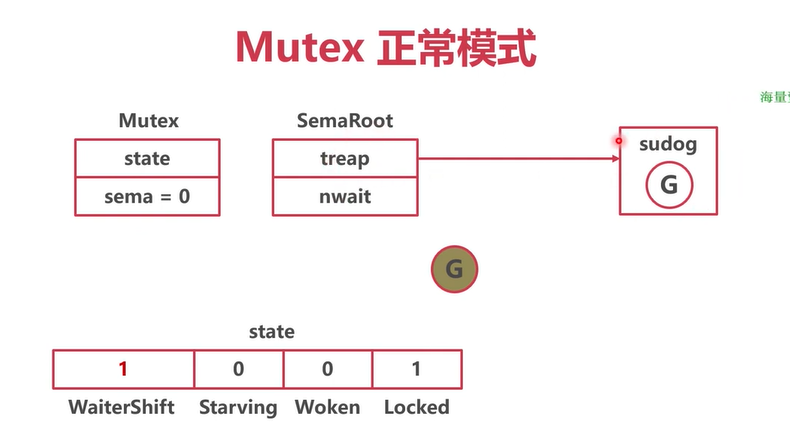 Mutex 正常模式
海量
Mutex
SemaRoot
state
treap
sudog
sema = 0
nwait
G
G
state
1
0
0
1
WaiterShift
Starving
Woken
Locked